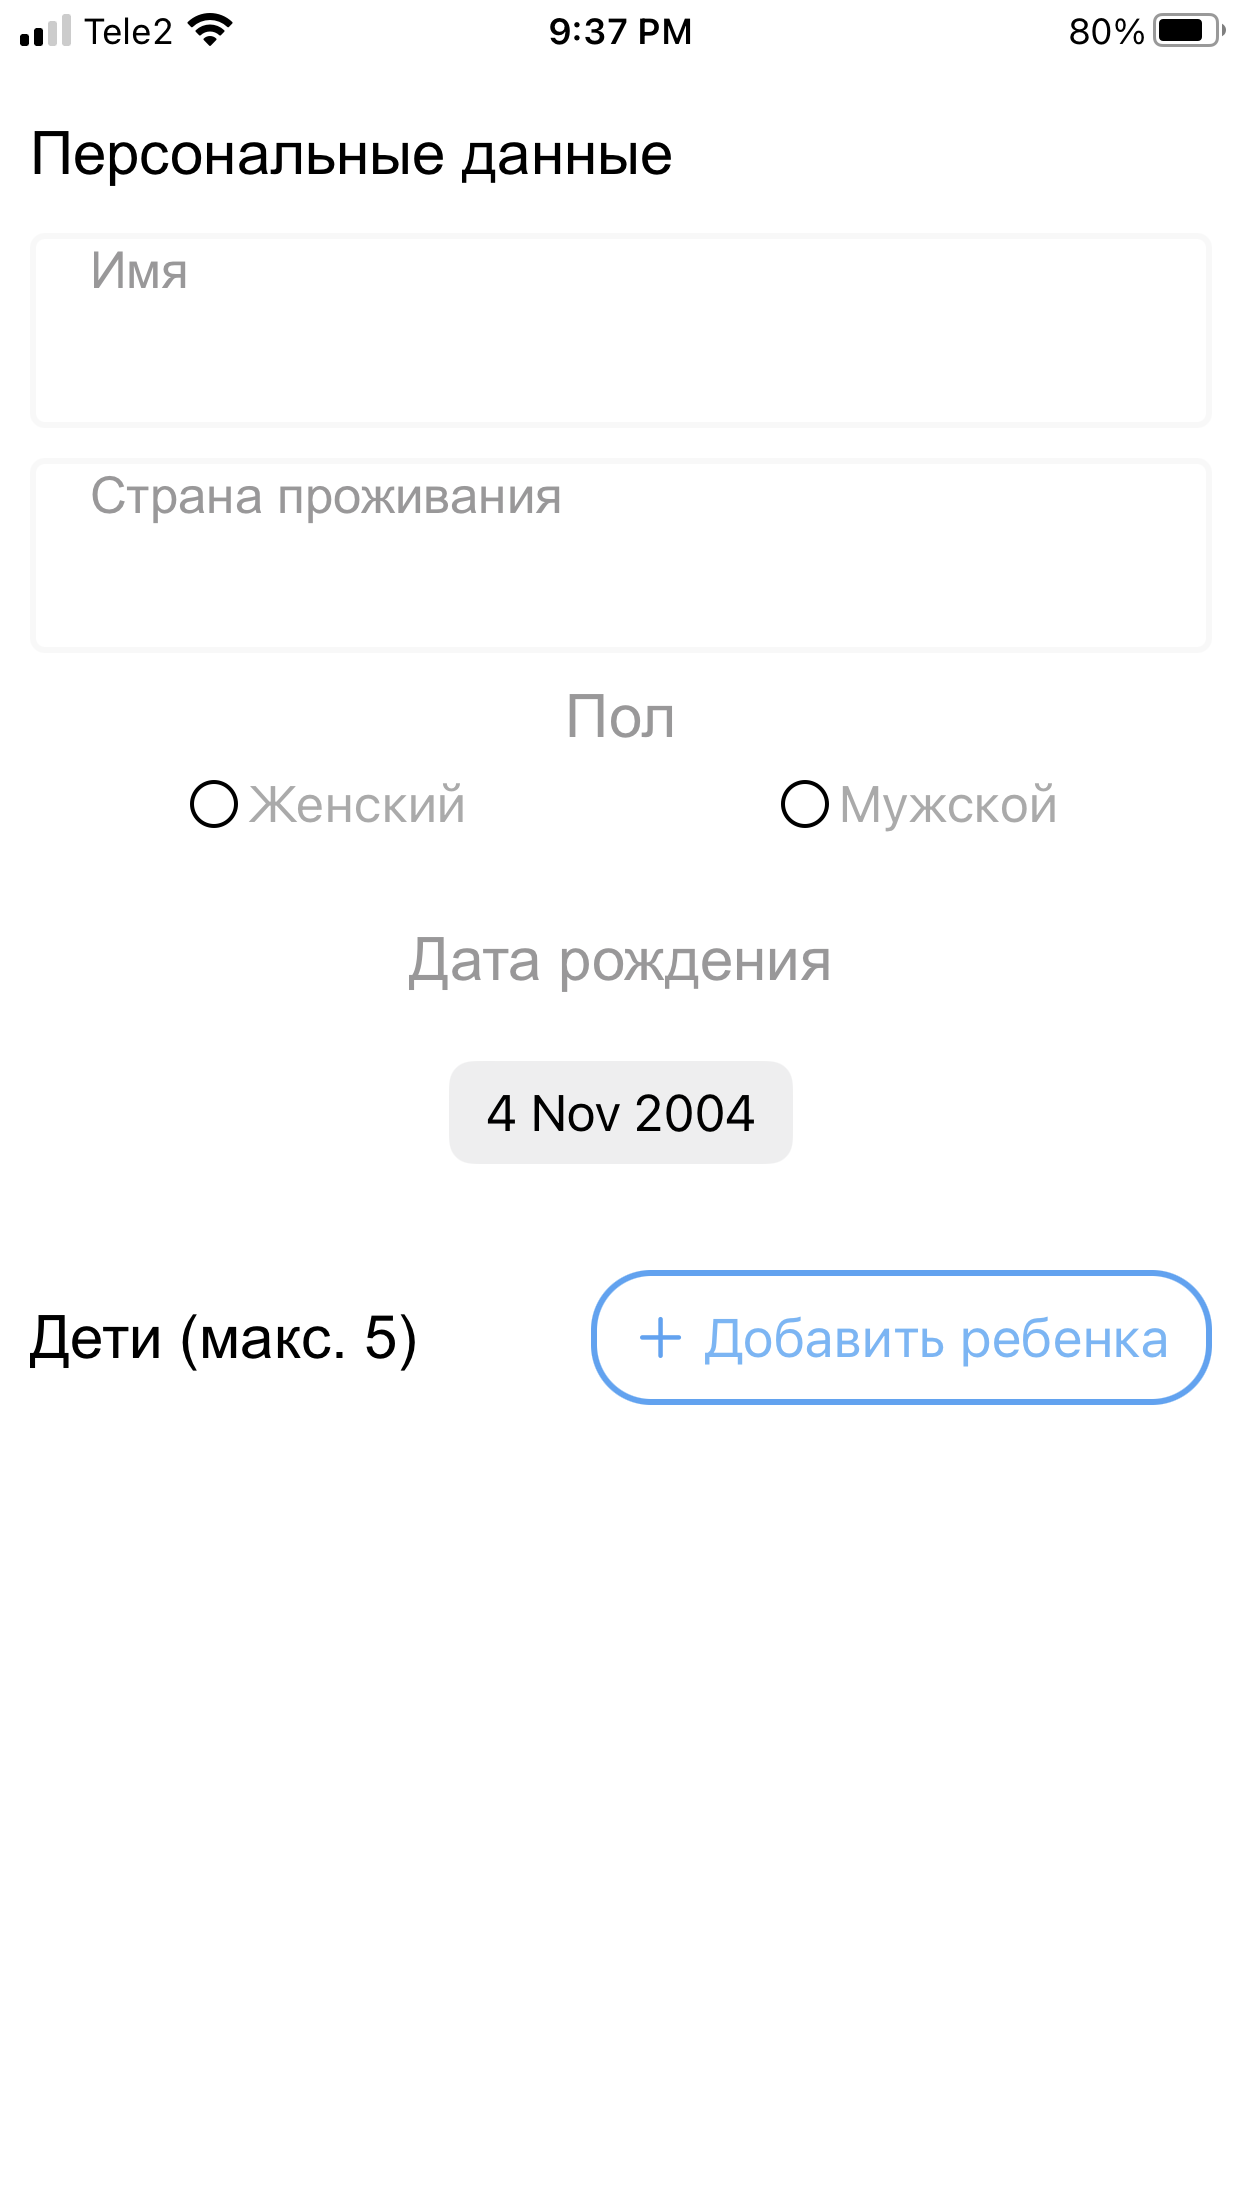 Tele2 9:37 PM 80%
Персональные данные
Имя
Страна проживания
Пол
Женский Мужской
Дата рождения
4 Nov 2004
Дети (макс. 5) + Добавить ребенка